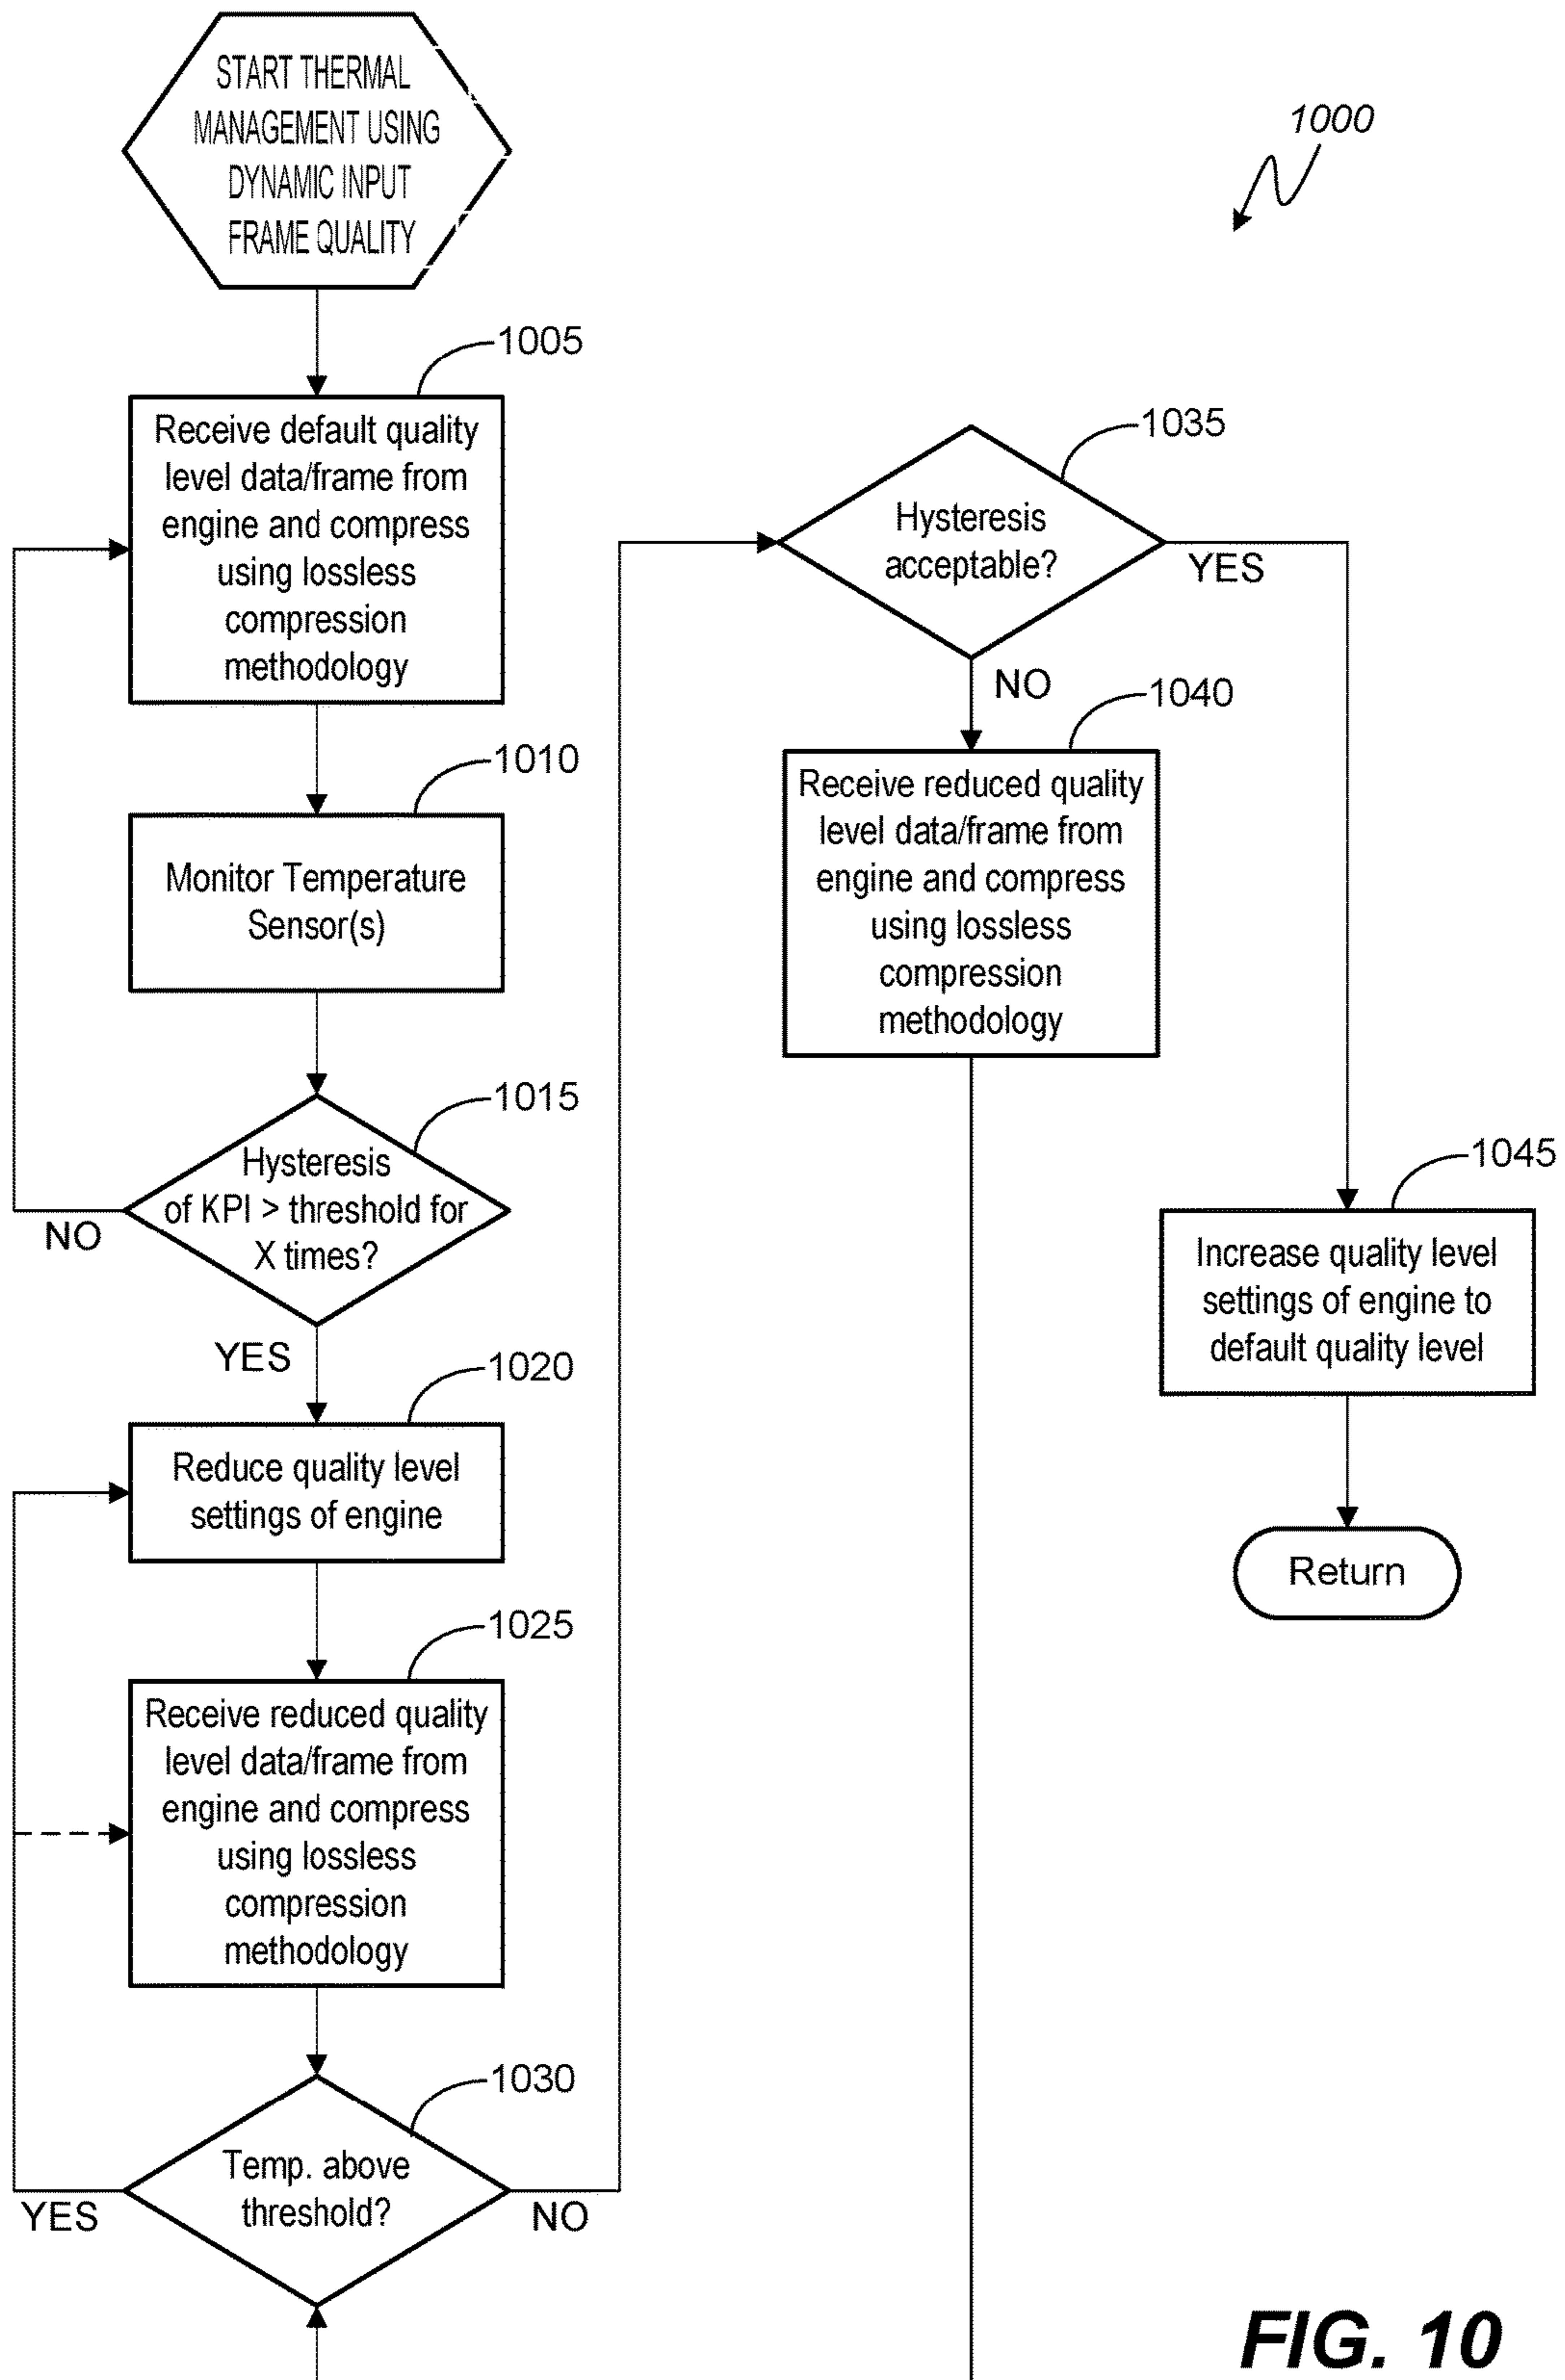 START THERMAL
MANAGEMENT USING
DYNAMIC INPUT
FRAME QUALITY
1000
1005
Receive default quality
level data/frame from
engine and compress
using lossless
compression
methodology
1010
Monitor Temperature
Sensor(s)
1015
Hysteresis
of KPI > threshold for
X times?
NO
YES
1020
Reduce quality level
settings of engine
1025
Receive reduced quality
level data/frame from
engine and compress
using lossless
compression
methodology
1030
Temp. above
threshold?
YES
NO
1035
Hysteresis
acceptable?
YES
NO
1040
Receive reduced quality
level data/frame from
engine and compress
using lossless
compression
methodology
1045
Increase quality level
settings of engine to
default quality level
Return
FIG. 10